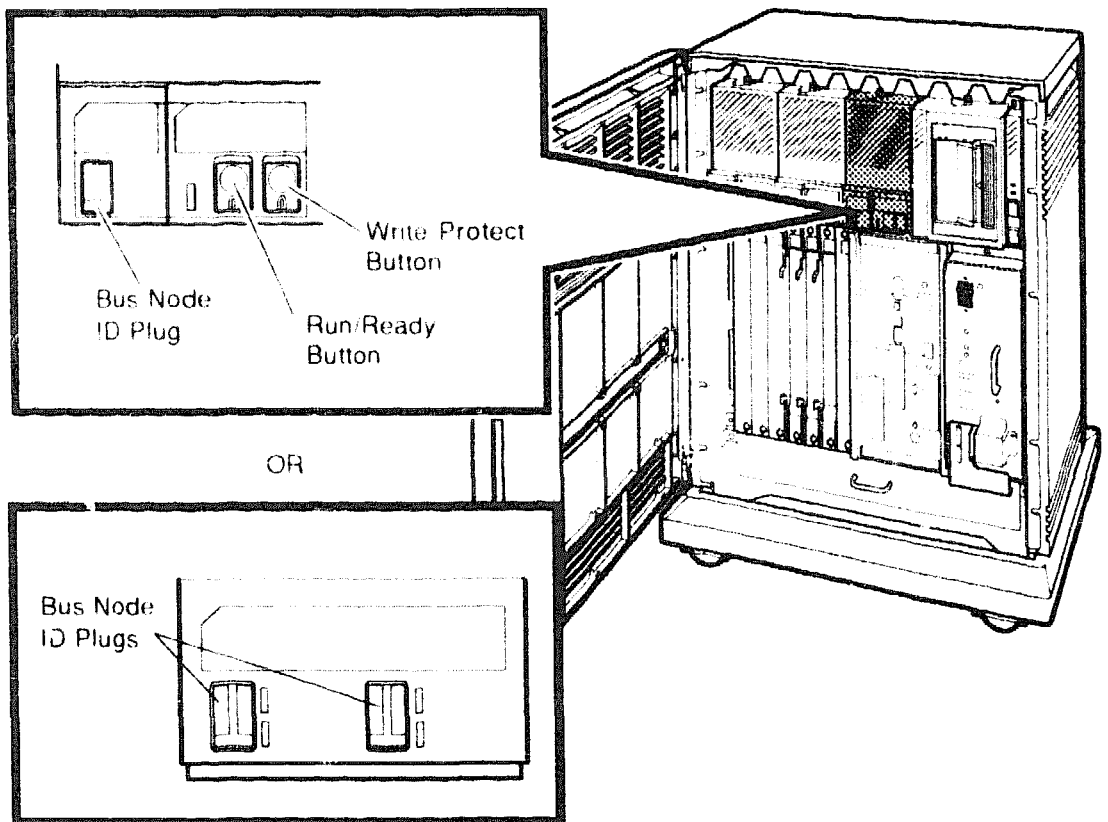 Write Protect
Button
Bus Node
ID Plug
Run/Ready
Button
OR
Bus Node
ID Plugs